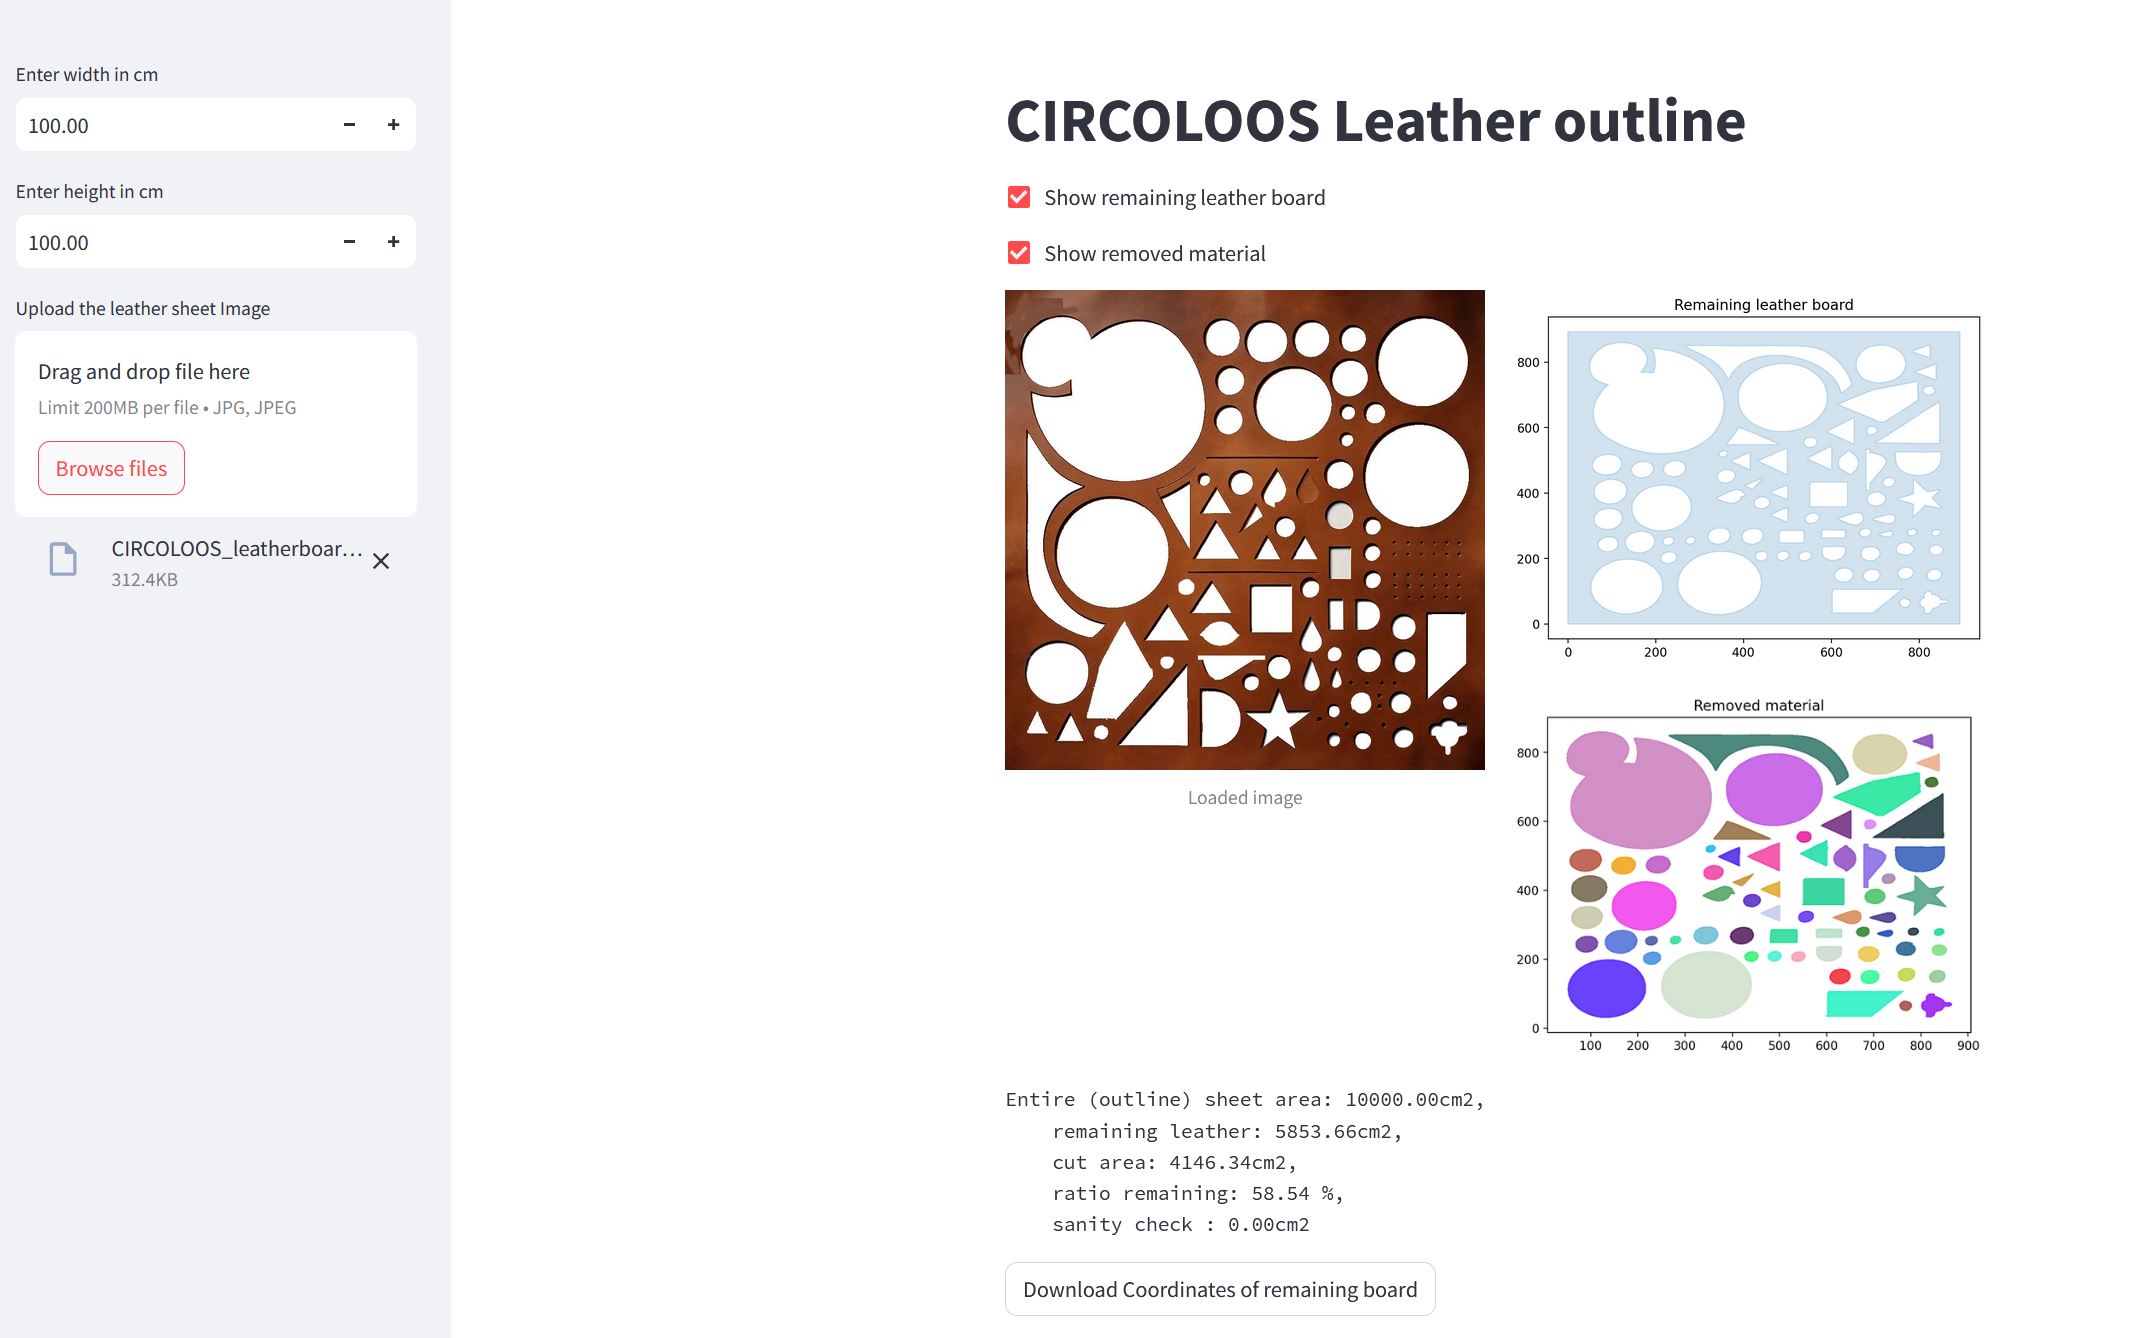 Enter width in cm
100.00
Enter height in cm
100.00
Upload the leather sheet Image
Drag and drop file here
Limit 200MB per file • JPG, JPEG
Browse files
CIRCOLOOS_leatherboar...
312.4KB
CIRCOLOOS Leather outline
Show remaining leather board
Show removed material
Loaded image
Remaining leather board
800
600
400
200
0
0 200 400 600 800
Removed material
800
600
400
200
0
100 200 300 400 500 600 700 800 900
Entire (outline) sheet area: 10000.00cm2,
remaining leather: 5853.66cm2,
cut area: 4146.34cm2,
ratio remaining: 58.54 %,
sanity check : 0.00cm2
Download Coordinates of remaining board